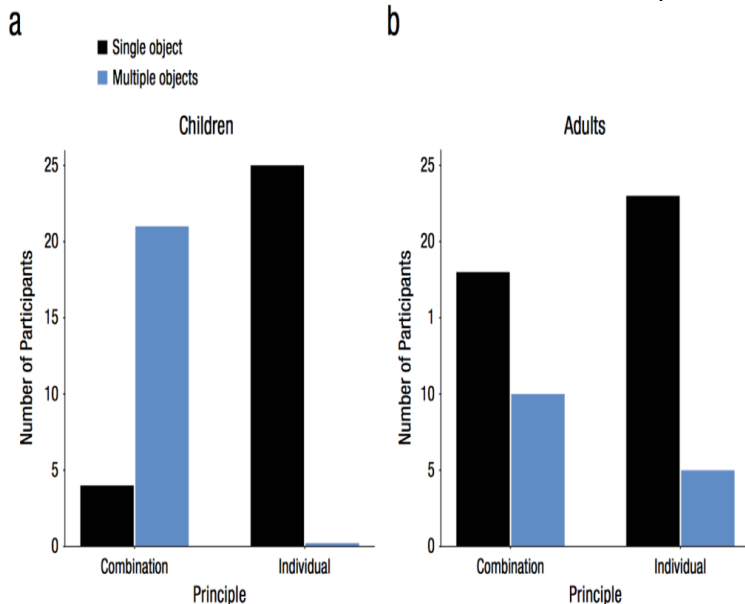 a
Single object
Multiple objects
Children
25
20
15
10
5
0
Number of Participants
Combination
Individual
Principle
b
Adults
25
20
1
10
5
0
Number of Participants
Combination
Individual
Principle